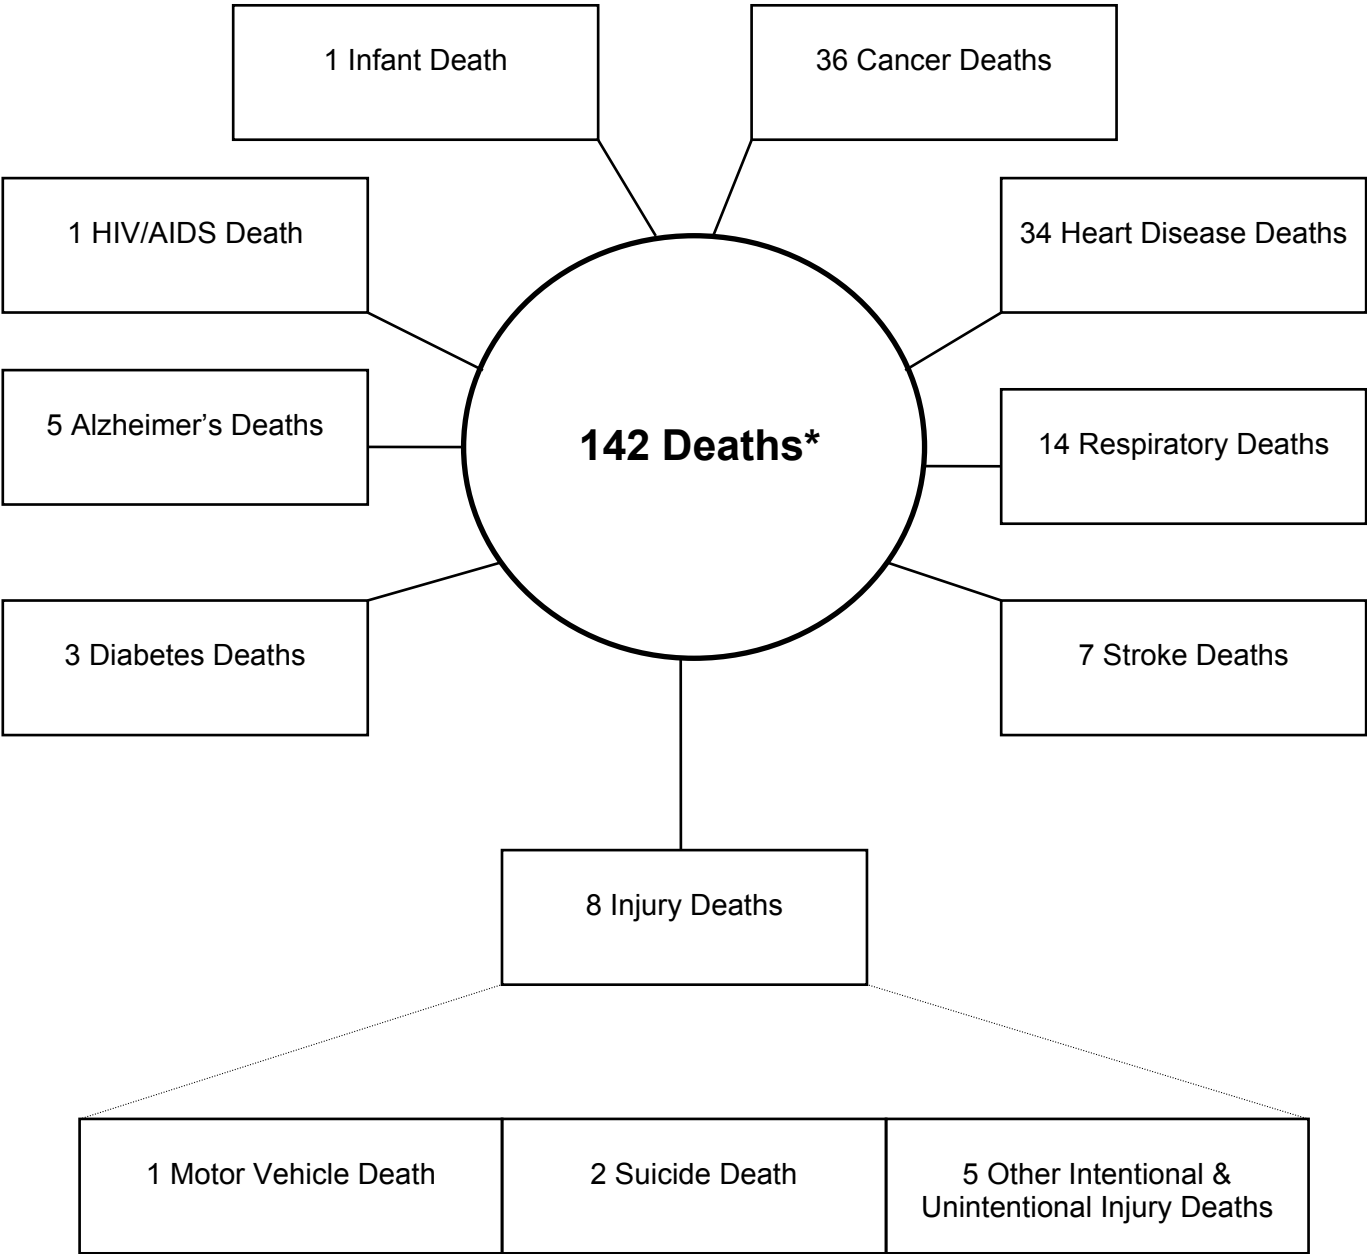 1 Infant Death
36 Cancer Deaths
1 HIV/AIDS Death
34 Heart Disease Deaths
5 Alzheimer’s Deaths
142 Deaths*
14 Respiratory Deaths
3 Diabetes Deaths
7 Stroke Deaths
8 Injury Deaths
1 Motor Vehicle Death
2 Suicide Death
5 Other Intentional &
Unintentional Injury Deaths